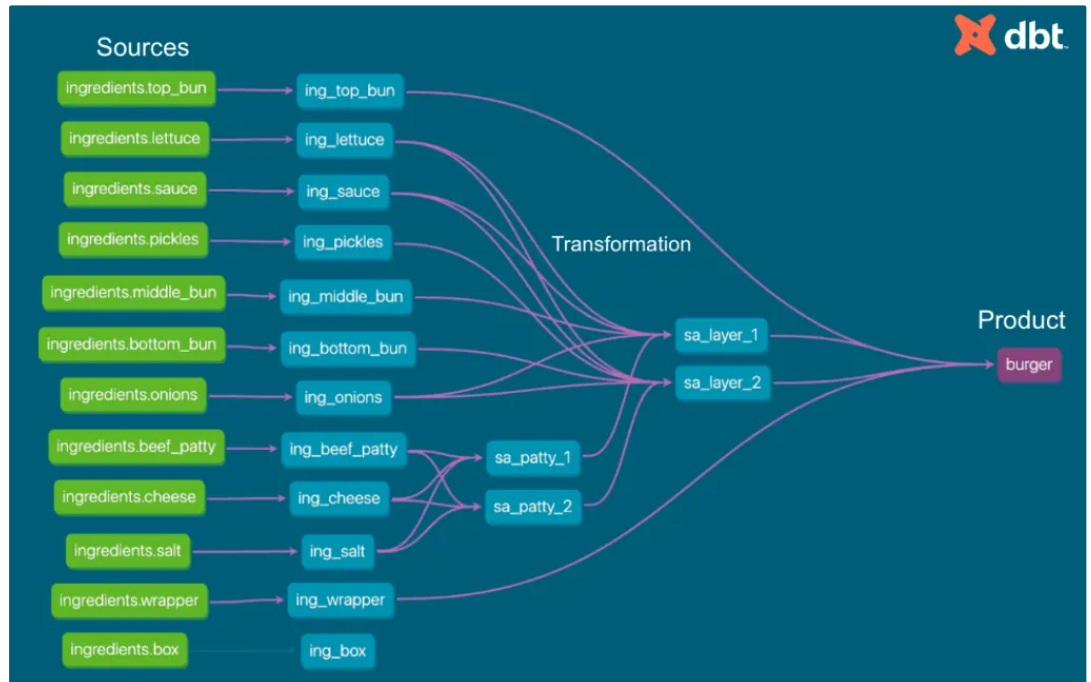 dbt
Sources
ingredients.top_bun
ing_top_bun
ingredients.lettuce
ing_lettuce
ingredients.sauce
ing_sauce
ingredients.pickles
ing_pickles
Transformation
ingredients.middle_bun
ing_middle_bun
ingredients.bottom_bun
ing_bottom_bun
sa_layer_1
Product
sa_layer_2
burger
ingredients.onions
ing_onions
ingredients.beef_patty
ing_beef_patty
sa_patty_1
ingredients.cheese
ing_cheese
sa_patty_2
ingredients.salt
ing_salt
ingredients.wrapper
ing_wrapper
ingredients.box
ing_box